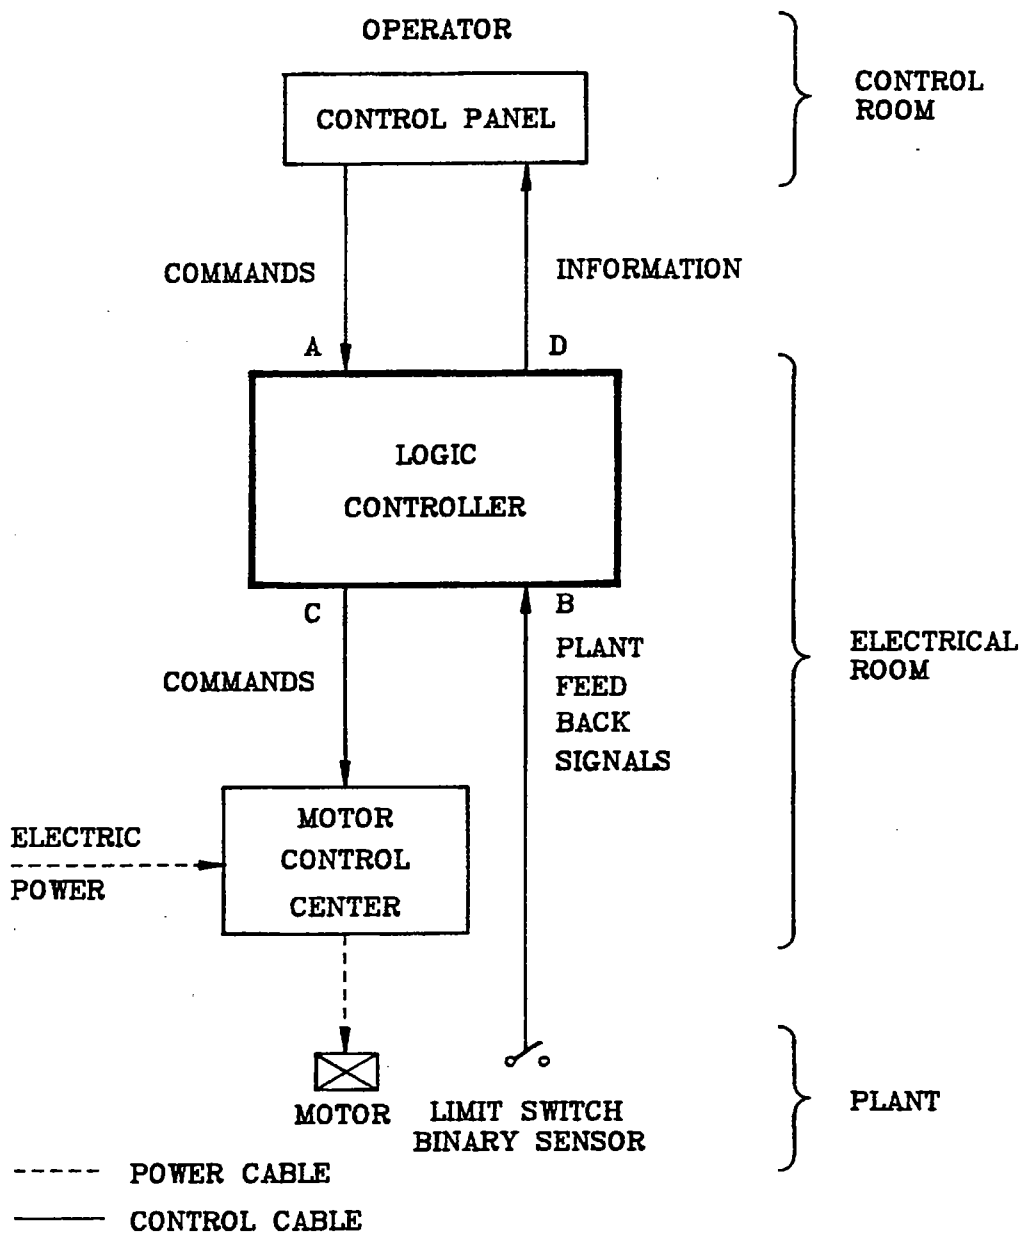 OPERATOR
CONTROL PANEL
CONTROL
ROOM
COMMANDS
INFORMATION
A
D
LOGIC
CONTROLLER
C
B
PLANT
FEED
BACK
SIGNALS
COMMANDS
ELECTRICAL
ROOM
MOTOR
CONTROL
CENTER
ELECTRIC
POWER
MOTOR
LIMIT SWITCH
BINARY SENSOR
PLANT
POWER CABLE
CONTROL CABLE